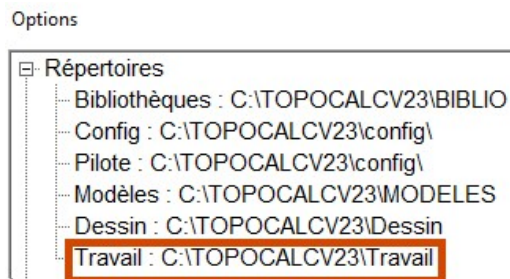 Options
Répertoires
Bibliothèques : C:\TOPOCALCV23\BIBLIO
Config : C:\TOPOCALCV23\config\
Pilote : C:\TOPOCALCV23\config\
Modèles : C:\TOPOCALCV23\MODELES
Dessin : C:\TOPOCALCV23\Dessin
Travail : C:\TOPOCALCV23\Travail